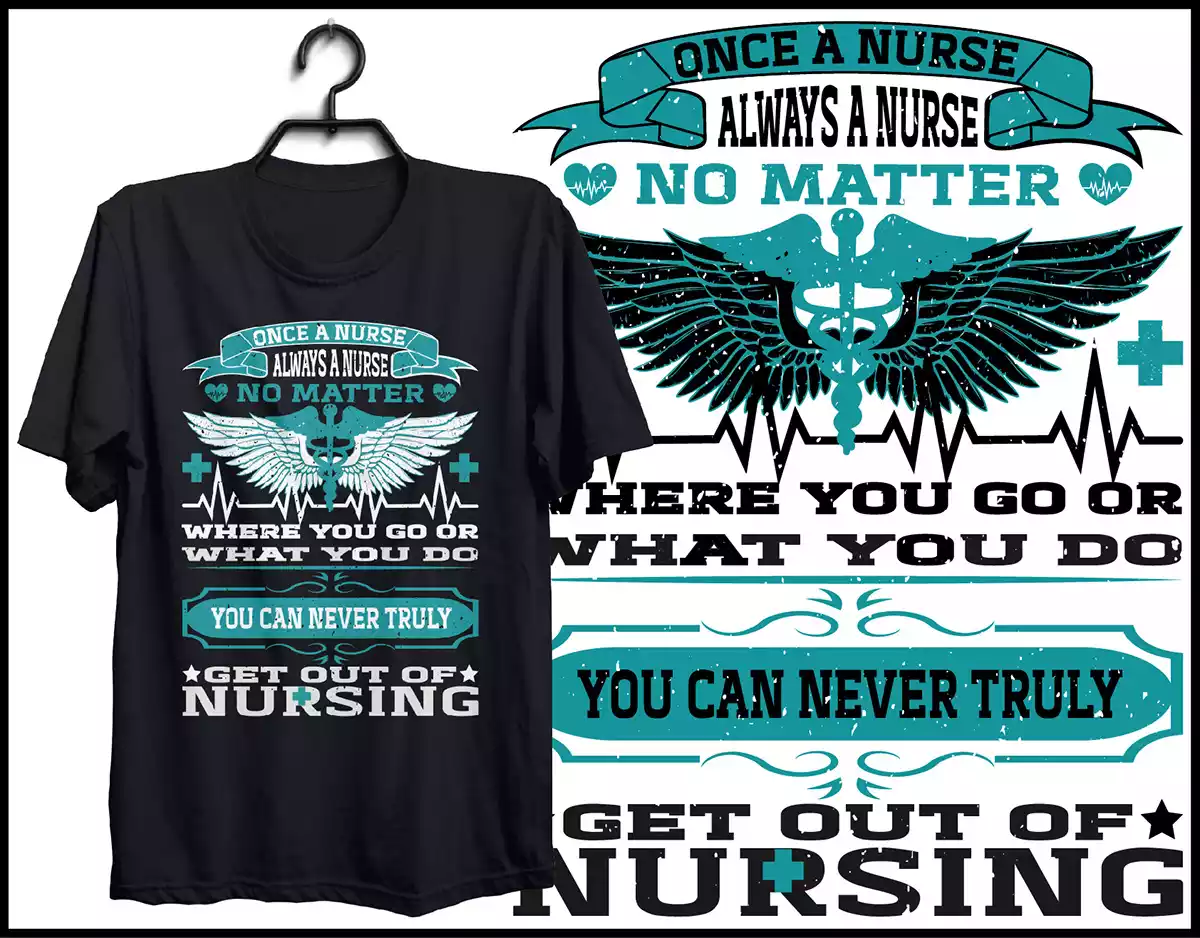 ONCE A NURSE
ALWAYS A NURSE
NO MATTER
WHERE YOU GO OR
WHAT YOU DO
YOU CAN NEVER TRULY
GET OUT OF
NURSING
ONCE A NURSE
ALWAYS A NURSE
NO MATTER
WHERE YOU GO OR
WHAT YOU DO
YOU CAN NEVER TRULY
GET OUT OF
NURSING